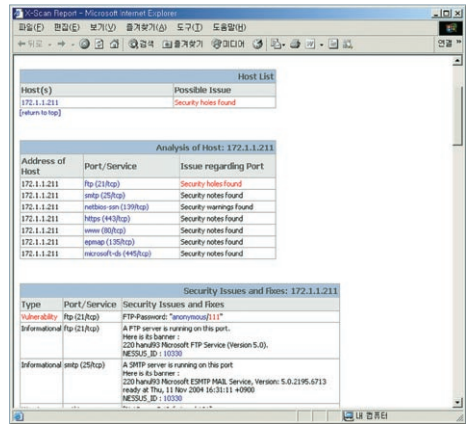 X-Scan Report - Microsoft Internet Explorer
파일(F) 편집(E) 보기(V) 즐겨찾기(A) 도구(T) 도움말(H)
뒤로 검색 즐겨찾기 미디어 연결 »
Host List
Host(s) Possible Issue
172.1.1.211 Security holes found
[return to top]
Analysis of Host: 172.1.1.211
Address of Host Port/Service Issue regarding Port
172.1.1.211 ftp (21/tcp) Security holes found
172.1.1.211 smtp (25/tcp) Security notes found
172.1.1.211 netbios-ssn (139/tcp) Security warnings found
172.1.1.211 https (443/tcp) Security notes found
172.1.1.211 www (80/tcp) Security notes found
172.1.1.211 epmap (135/tcp) Security notes found
172.1.1.211 microsoft-ds (445/tcp) Security notes found
Security Issues and Fixes: 172.1.1.211
Type Port/Service Security Issues and Fixes
Vulnerability ftp (21/tcp) FTP-Password: "anonymous/111"
Informational ftp (21/tcp) A FTP server is running on this port.
Here is its banner :
220 hanul93 Microsoft FTP Service (Version 5.0).
NESSUS_ID : 10330
Informational smtp (25/tcp) A SMTP server is running on this port
Here is its banner :
220 hanul93 Microsoft ESMTP MAIL Service, Version: 5.0.2195.6713
ready at Thu, 11 Nov 2004 16:31:11 +0900
NESSUS_ID : 10330
내 컴퓨터